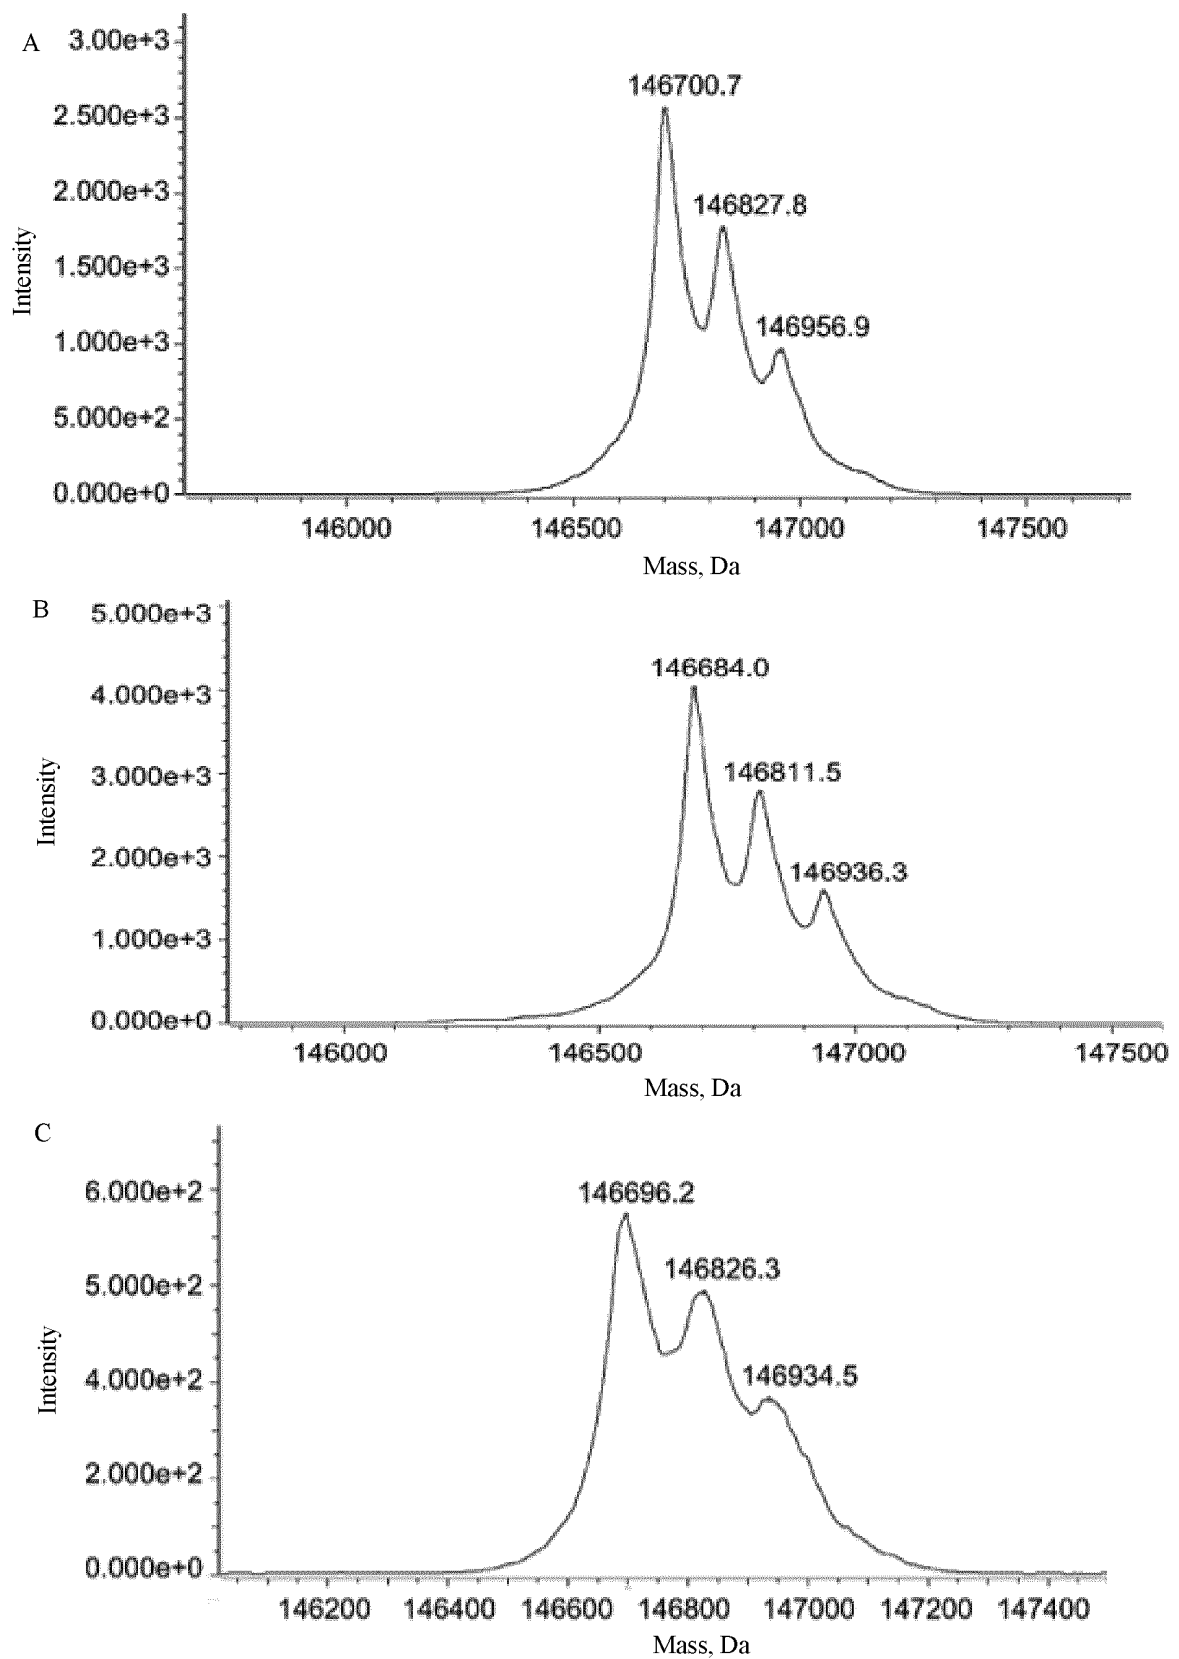 A
3.00e+3
146700.7
2.500e+3
2.000e+3
146827.8
Intensity
1.500e+3
146956.9
1.000e+3
5.000e+2
0.000e+0
146000 146500 147000 147500
Mass, Da
B
5.000e+3
146684.0
4.000e+3
146811.5
3.000e+3
Intensity
2.000e+3
146936.3
1.000e+3
0.000e+0
146000 146500 147000 147500
Mass, Da
C
6.000e+2
146696.2
5.000e+2
146826.3
Intensity
4.000e+2
146934.5
2.000e+2
0.000e+0
146200 146400 146600 146800 147000 147200 147400
Mass, Da